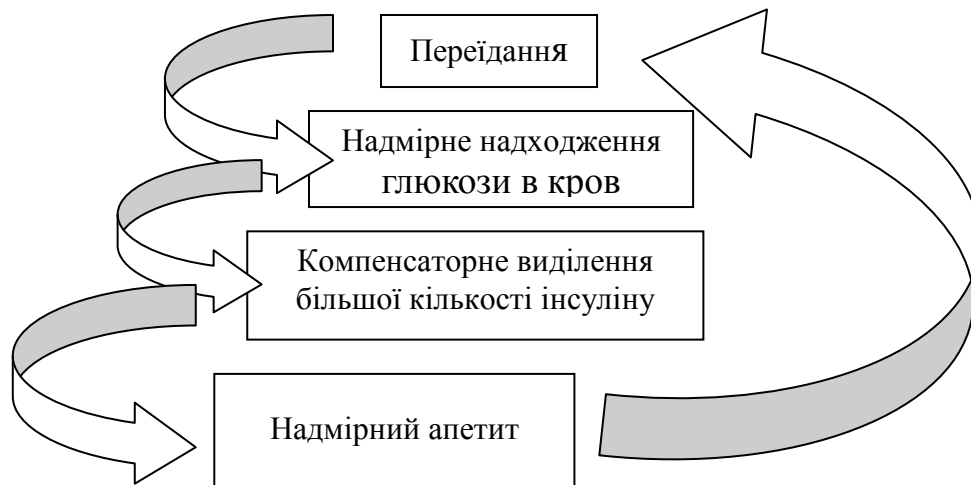 Переїдання
Надмірне надходження
глюкози в кров
Компенсаторне виділення
більшої кількості інсуліну
Надмірний апетит